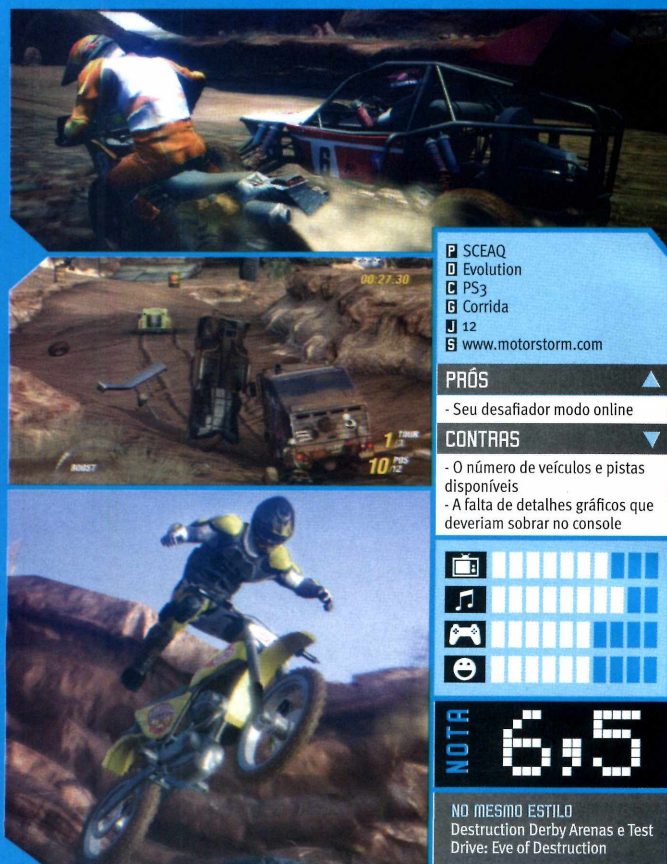 6
00:27.30
BOOST
1 TOUR
10 POS
/12
P SCEAQ
D Evolution
C PS3
G Corrida
J 12
S www.motorstorm.com
PRÓS
- Seu desafiador modo online
CONTRAS
- O número de veículos e pistas
disponíveis
- A falta de detalhes gráficos que
deveriam sobrar no console
NOTA
6,5
NO MESMO ESTILO
Destruction Derby Arenas e Test
Drive: Eve of Destruction